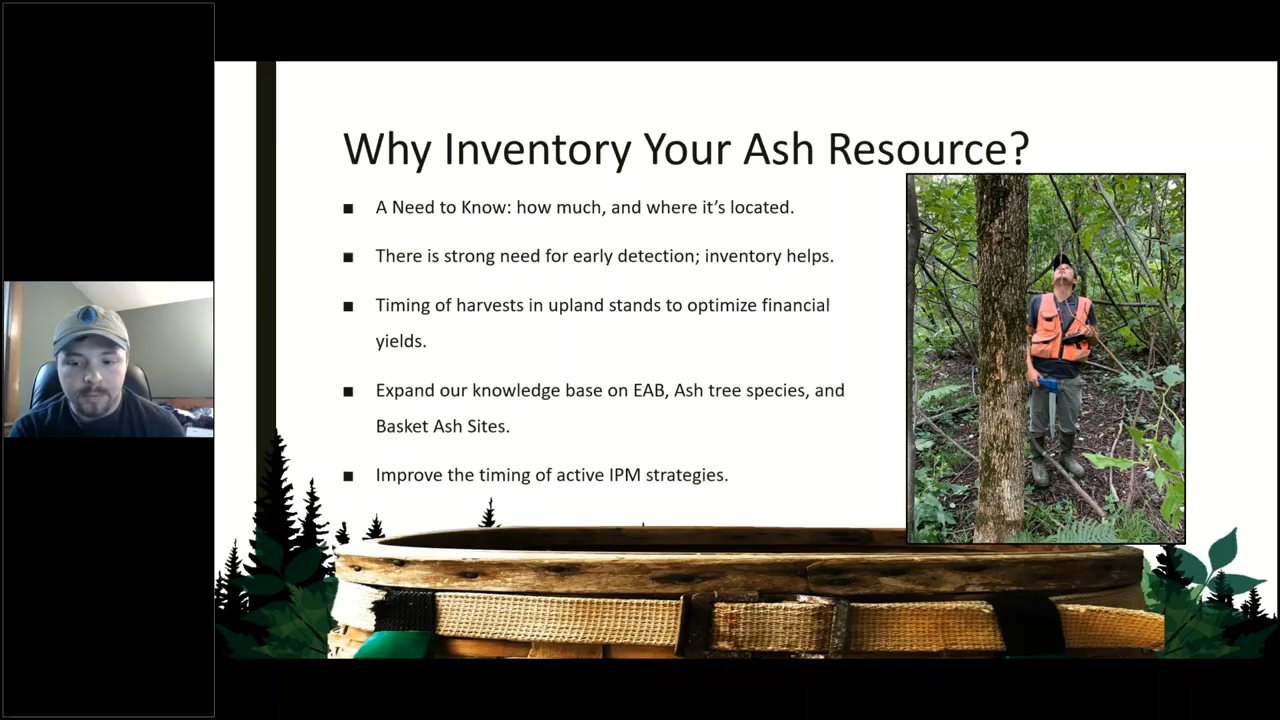 Why Inventory Your Ash Resource?
■ A Need to Know: how much, and where it’s located.
■ There is strong need for early detection; inventory helps.
■ Timing of harvests in upland stands to optimize financial
yields.
■ Expand our knowledge base on EAB, Ash tree species, and
Basket Ash Sites.
■ Improve the timing of active IPM strategies.